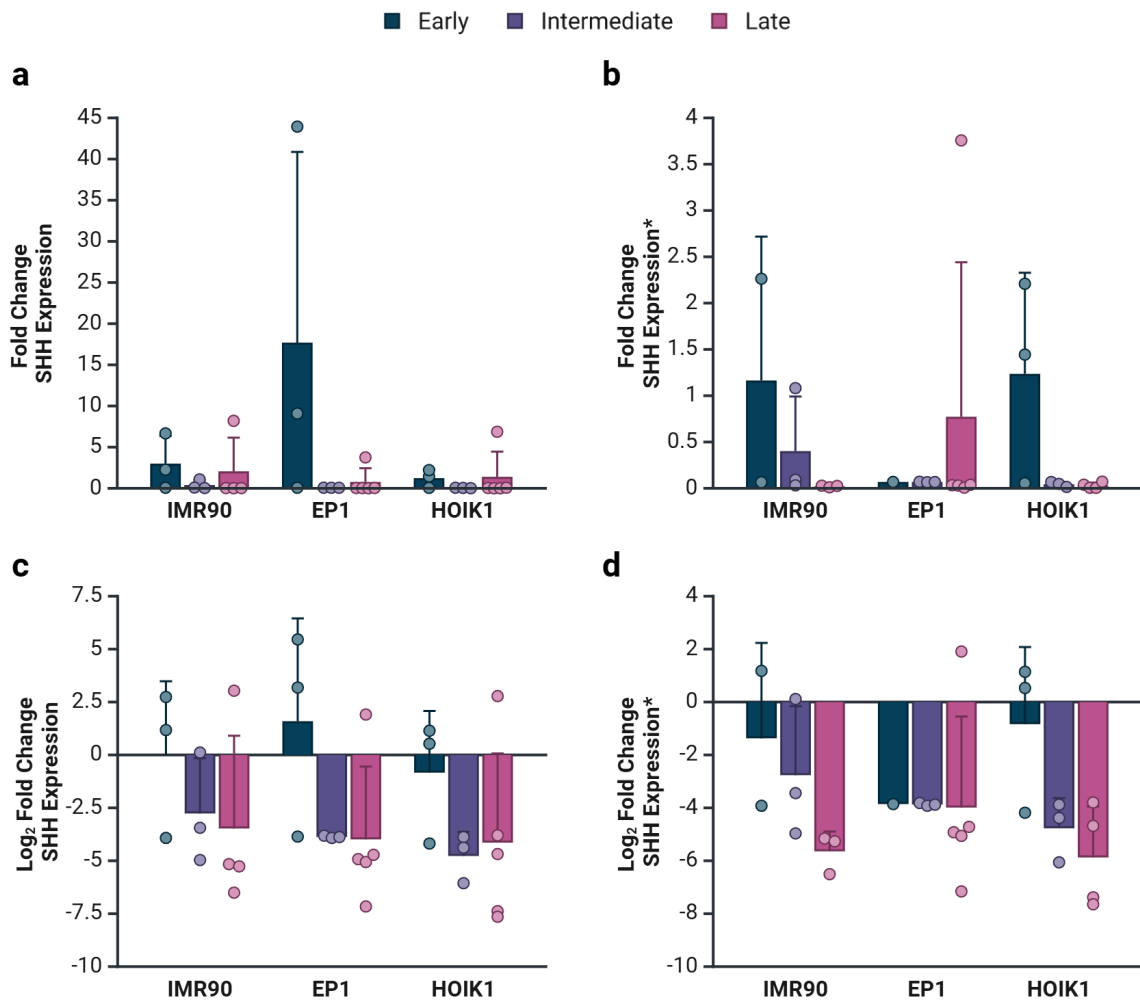 Early Intermediate Late
a
Fold Change
SHH Expression
45
40
35
30
25
20
15
10
5
0
IMR90 EP1 HOIK1
b
Fold Change
SHH Expression*
4
3.5
3
2.5
2
1.5
1
0.5
0
IMR90 EP1 HOIK1
c
Log₂ Fold Change
SHH Expression
7.5
5
2.5
0
-2.5
-5
-7.5
-10
IMR90 EP1 HOIK1
d
Log₂ Fold Change
SHH Expression*
4
2
0
-2
-4
-6
-8
-10
IMR90 EP1 HOIK1